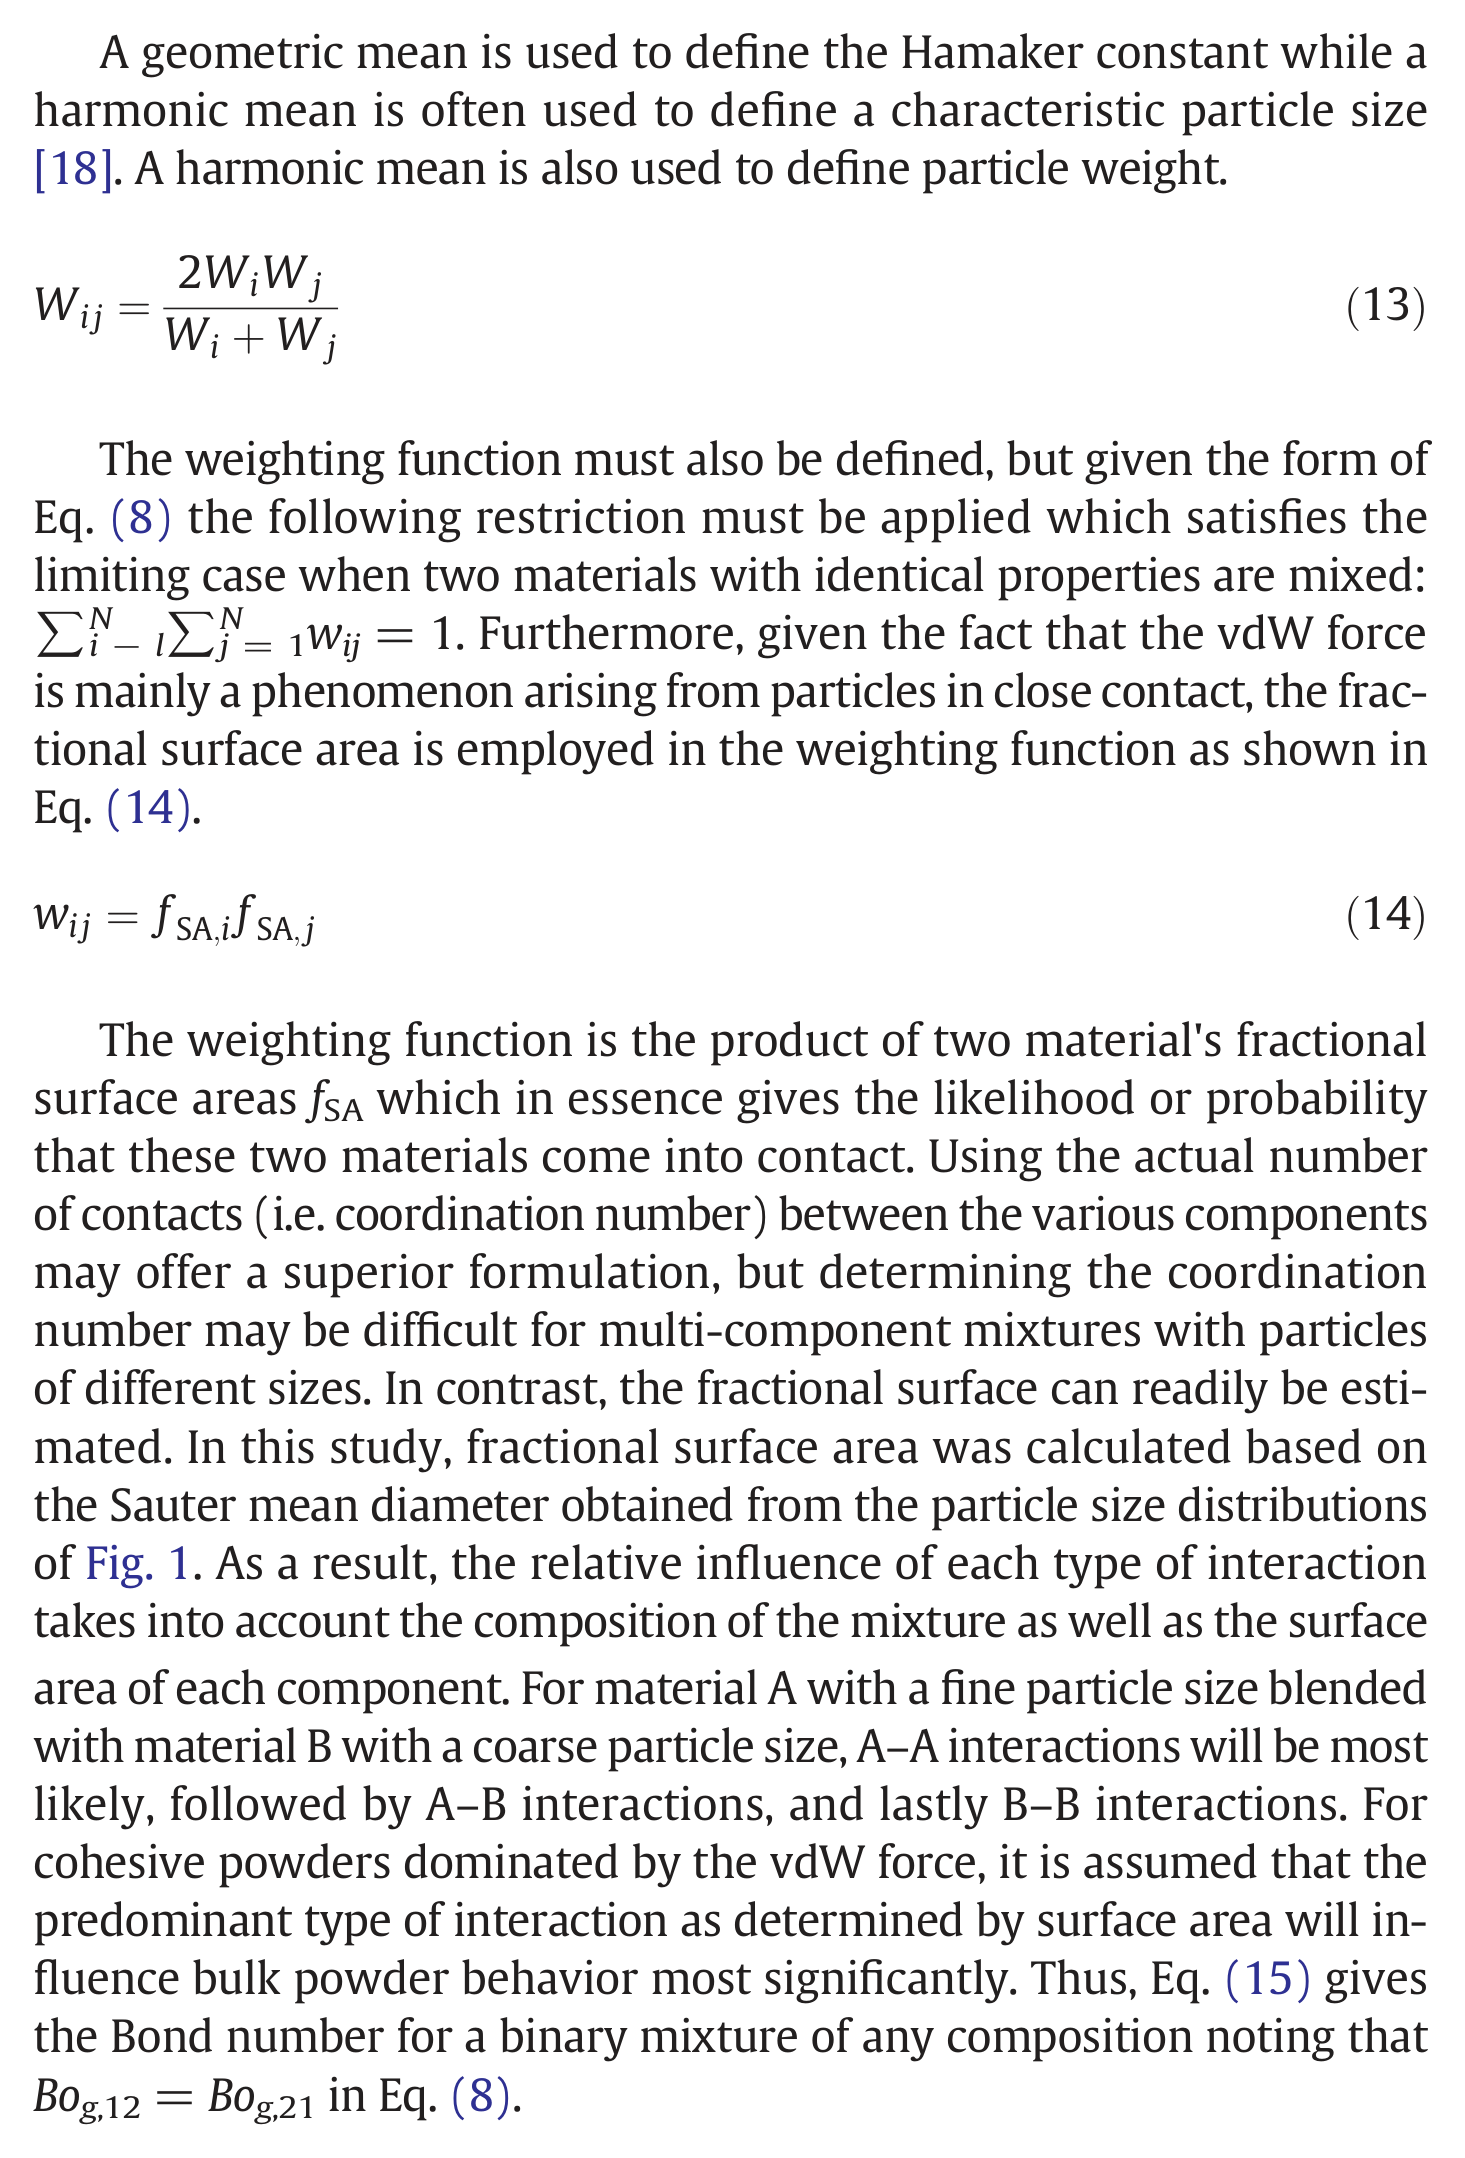 A geometric mean is used to define the Hamaker constant while a
harmonic mean is often used to define a characteristic particle size
[18]. A harmonic mean is also used to define particle weight.
W_{ij} = \frac{2W_iW_j}{W_i + W_j} (13)
The weighting function must also be defined, but given the form of
Eq. (8) the following restriction must be applied which satisfies the
limiting case when two materials with identical properties are mixed:
∑_{i − l}^{N}∑_{j = 1}^{N}w_{ij} = 1. Furthermore, given the fact that the vdW force
is mainly a phenomenon arising from particles in close contact, the frac-
tional surface area is employed in the weighting function as shown in
Eq. (14).
w_{ij} = f_{SA,i}f_{SA,j} (14)
The weighting function is the product of two material's fractional
surface areas f_{SA} which in essence gives the likelihood or probability
that these two materials come into contact. Using the actual number
of contacts (i.e. coordination number) between the various components
may offer a superior formulation, but determining the coordination
number may be difficult for multi-component mixtures with particles
of different sizes. In contrast, the fractional surface can readily be esti-
mated. In this study, fractional surface area was calculated based on
the Sauter mean diameter obtained from the particle size distributions
of Fig. 1. As a result, the relative influence of each type of interaction
takes into account the composition of the mixture as well as the surface
area of each component. For material A with a fine particle size blended
with material B with a coarse particle size, A–A interactions will be most
likely, followed by A–B interactions, and lastly B–B interactions. For
cohesive powders dominated by the vdW force, it is assumed that the
predominant type of interaction as determined by surface area will in-
fluence bulk powder behavior most significantly. Thus, Eq. (15) gives
the Bond number for a binary mixture of any composition noting that
Bo_{g,12} = Bo_{g,21} in Eq. (8).